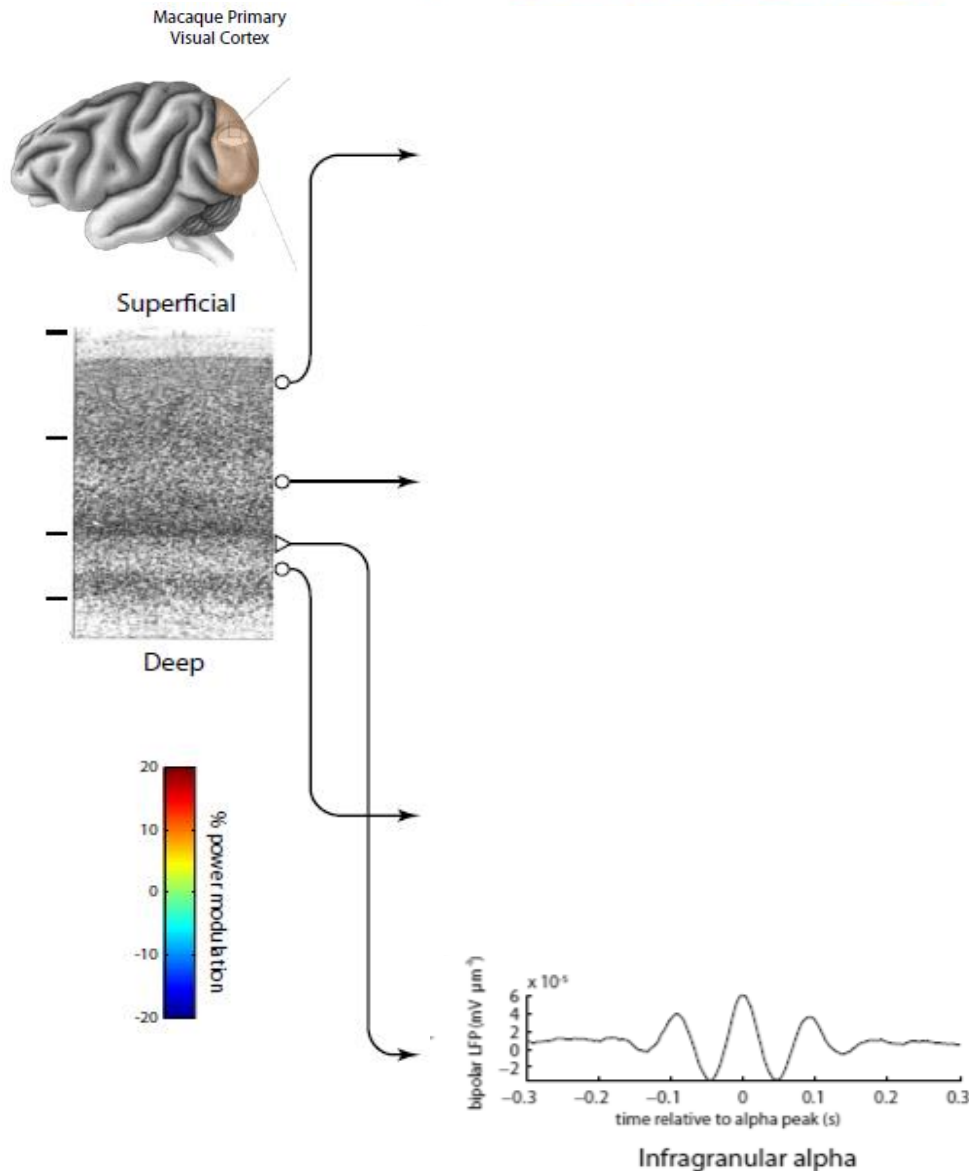 Macaque Primary
Visual Cortex
Superficial
Deep
20
10
0
-10
-20
% power modulation
bipolar LFP (mV µm⁻¹)
x 10⁻⁵
6
4
2
0
−2
−0.3 −0.2 −0.1 0 0.1 0.2 0.3
time relative to alpha peak (s)
Infragranular alpha